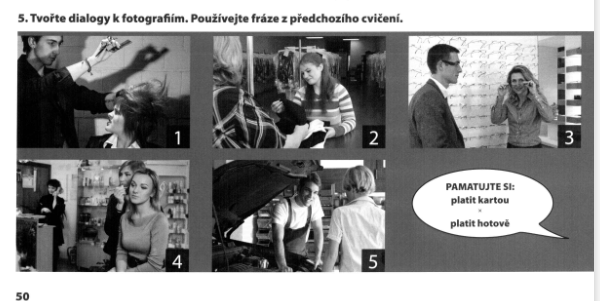 5. Tvořte dialogy k fotografiím. Používejte fráze z předchozího cvičení.
1
2
3
4
5
PAMATUJTE SI:
platit kartou
×
platit hotově
50